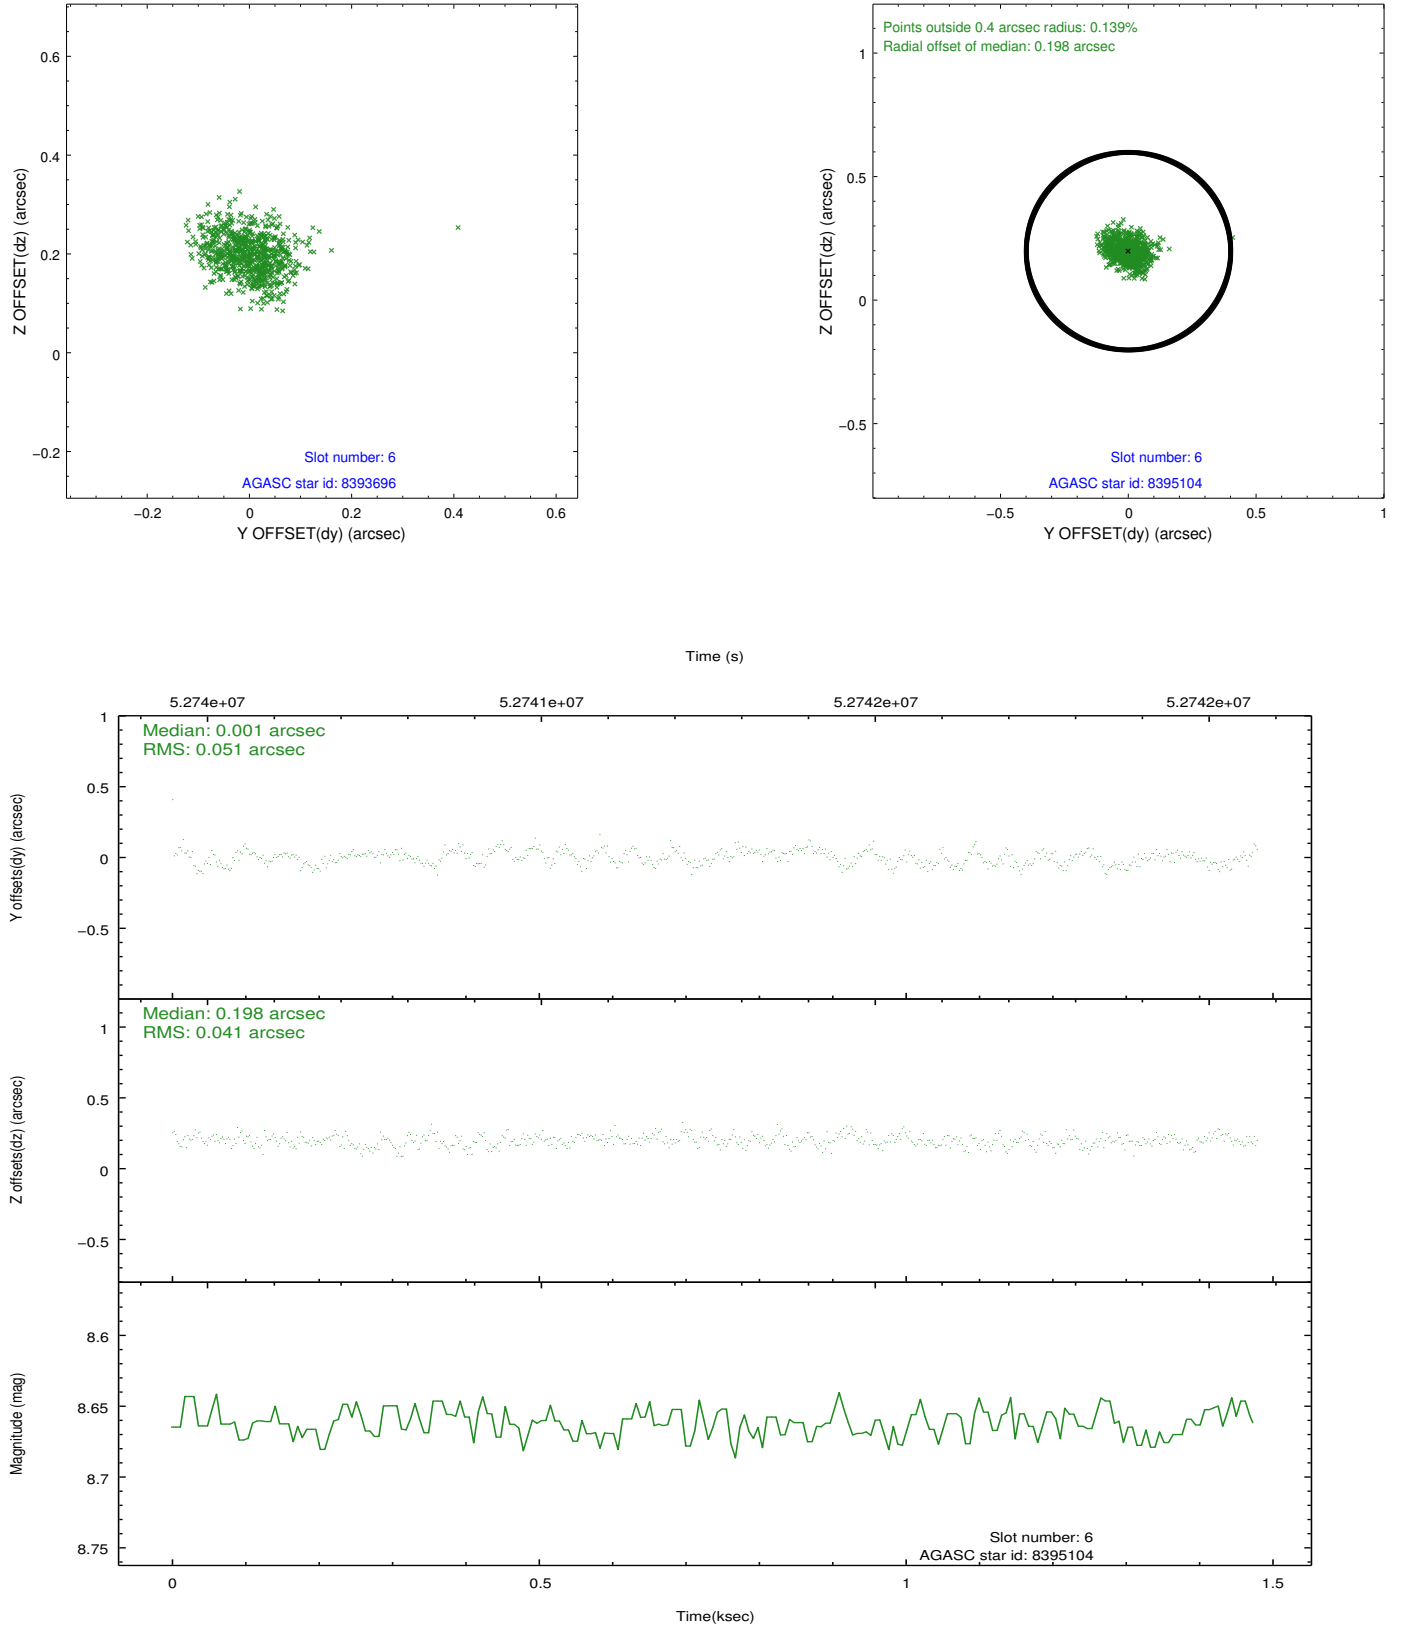 0.6
0.4
0.2
0
−0.2
Z OFFSET(dz) (arcsec)
Slot number: 6
AGASC star id: 8393696
−0.2 0 0.2 0.4 0.6
Y OFFSET(dy) (arcsec)
Points outside 0.4 arcsec radius: 0.139%
Radial offset of median: 0.198 arcsec
1
0.5
0
−0.5
Z OFFSET(dz) (arcsec)
Slot number: 6
AGASC star id: 8395104
−0.5 0 0.5 1
Y OFFSET(dy) (arcsec)
Time (s)
5.274e+07 5.2741e+07 5.2742e+07 5.2742e+07
Median: 0.001 arcsec
RMS: 0.051 arcsec
1
0.5
0
−0.5
Y offsets(dy) (arcsec)
Median: 0.198 arcsec
RMS: 0.041 arcsec
1
0.5
0
−0.5
Z offsets(dz) (arcsec)
8.6
8.65
8.7
8.75
Magnitude (mag)
Slot number: 6
AGASC star id: 8395104
0 0.5 1 1.5
Time(ksec)